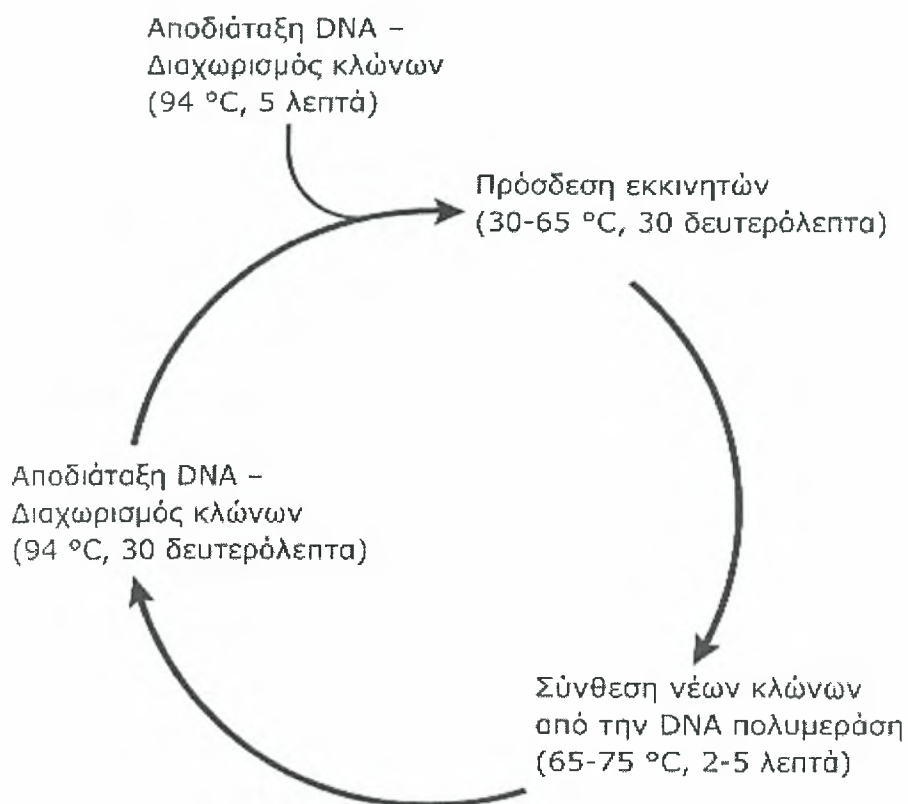 Αποδιάταξη DNA –
Διαχωρισμός κλώνων
(94 °C, 5 λεπτά)
Πρόσδεση εκκινητών
(30-65 °C, 30 δευτερόλεπτα)
Αποδιάταξη DNA –
Διαχωρισμός κλώνων
(94 °C, 30 δευτερόλεπτα)
Σύνθεση νέων κλώνων
από την DNA πολυμεράση
(65-75 °C, 2-5 λεπτά)